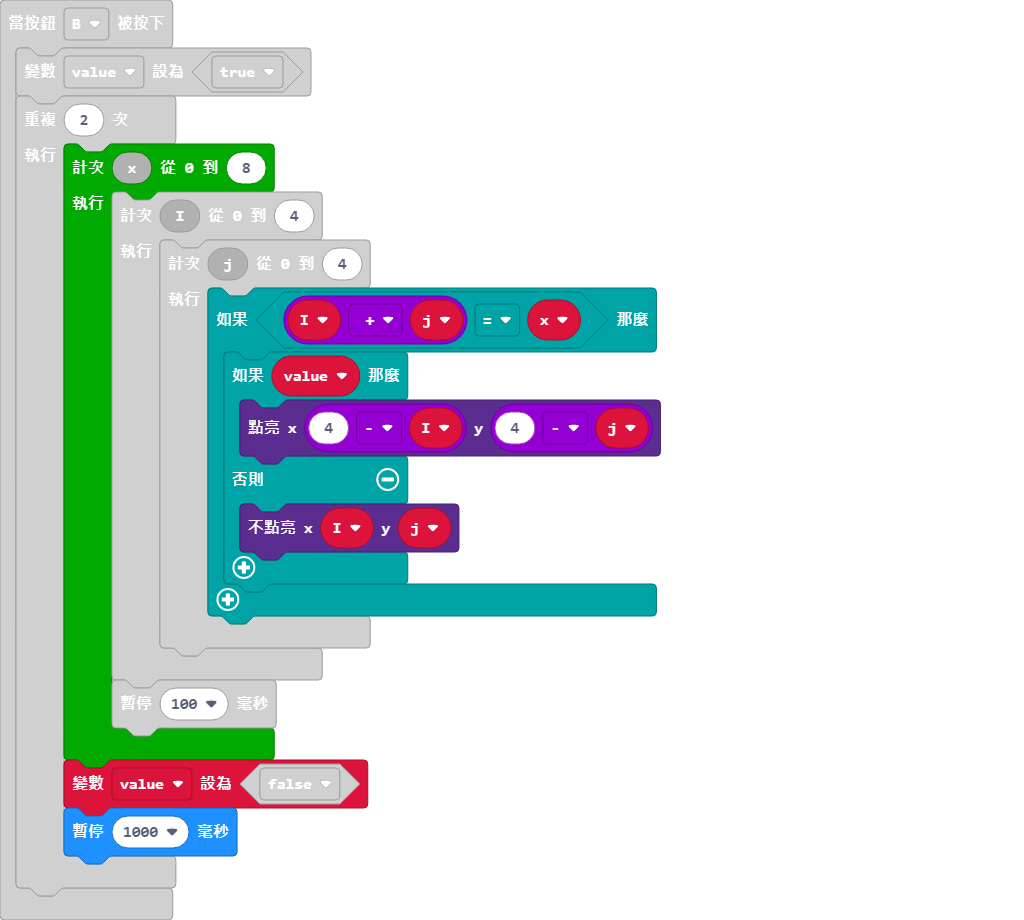 當按鈕 B 被按下
變數 value 設為 true
重複 2 次
執行
計次 x 從 0 到 8
執行
計次 I 從 0 到 4
執行
計次 j 從 0 到 4
執行
如果 I + j = x 那麼
如果 value 那麼
點亮 x 4 - I y 4 - j
否則
不點亮 x I y j
暫停 100 毫秒
變數 value 設為 false
暫停 1000 毫秒